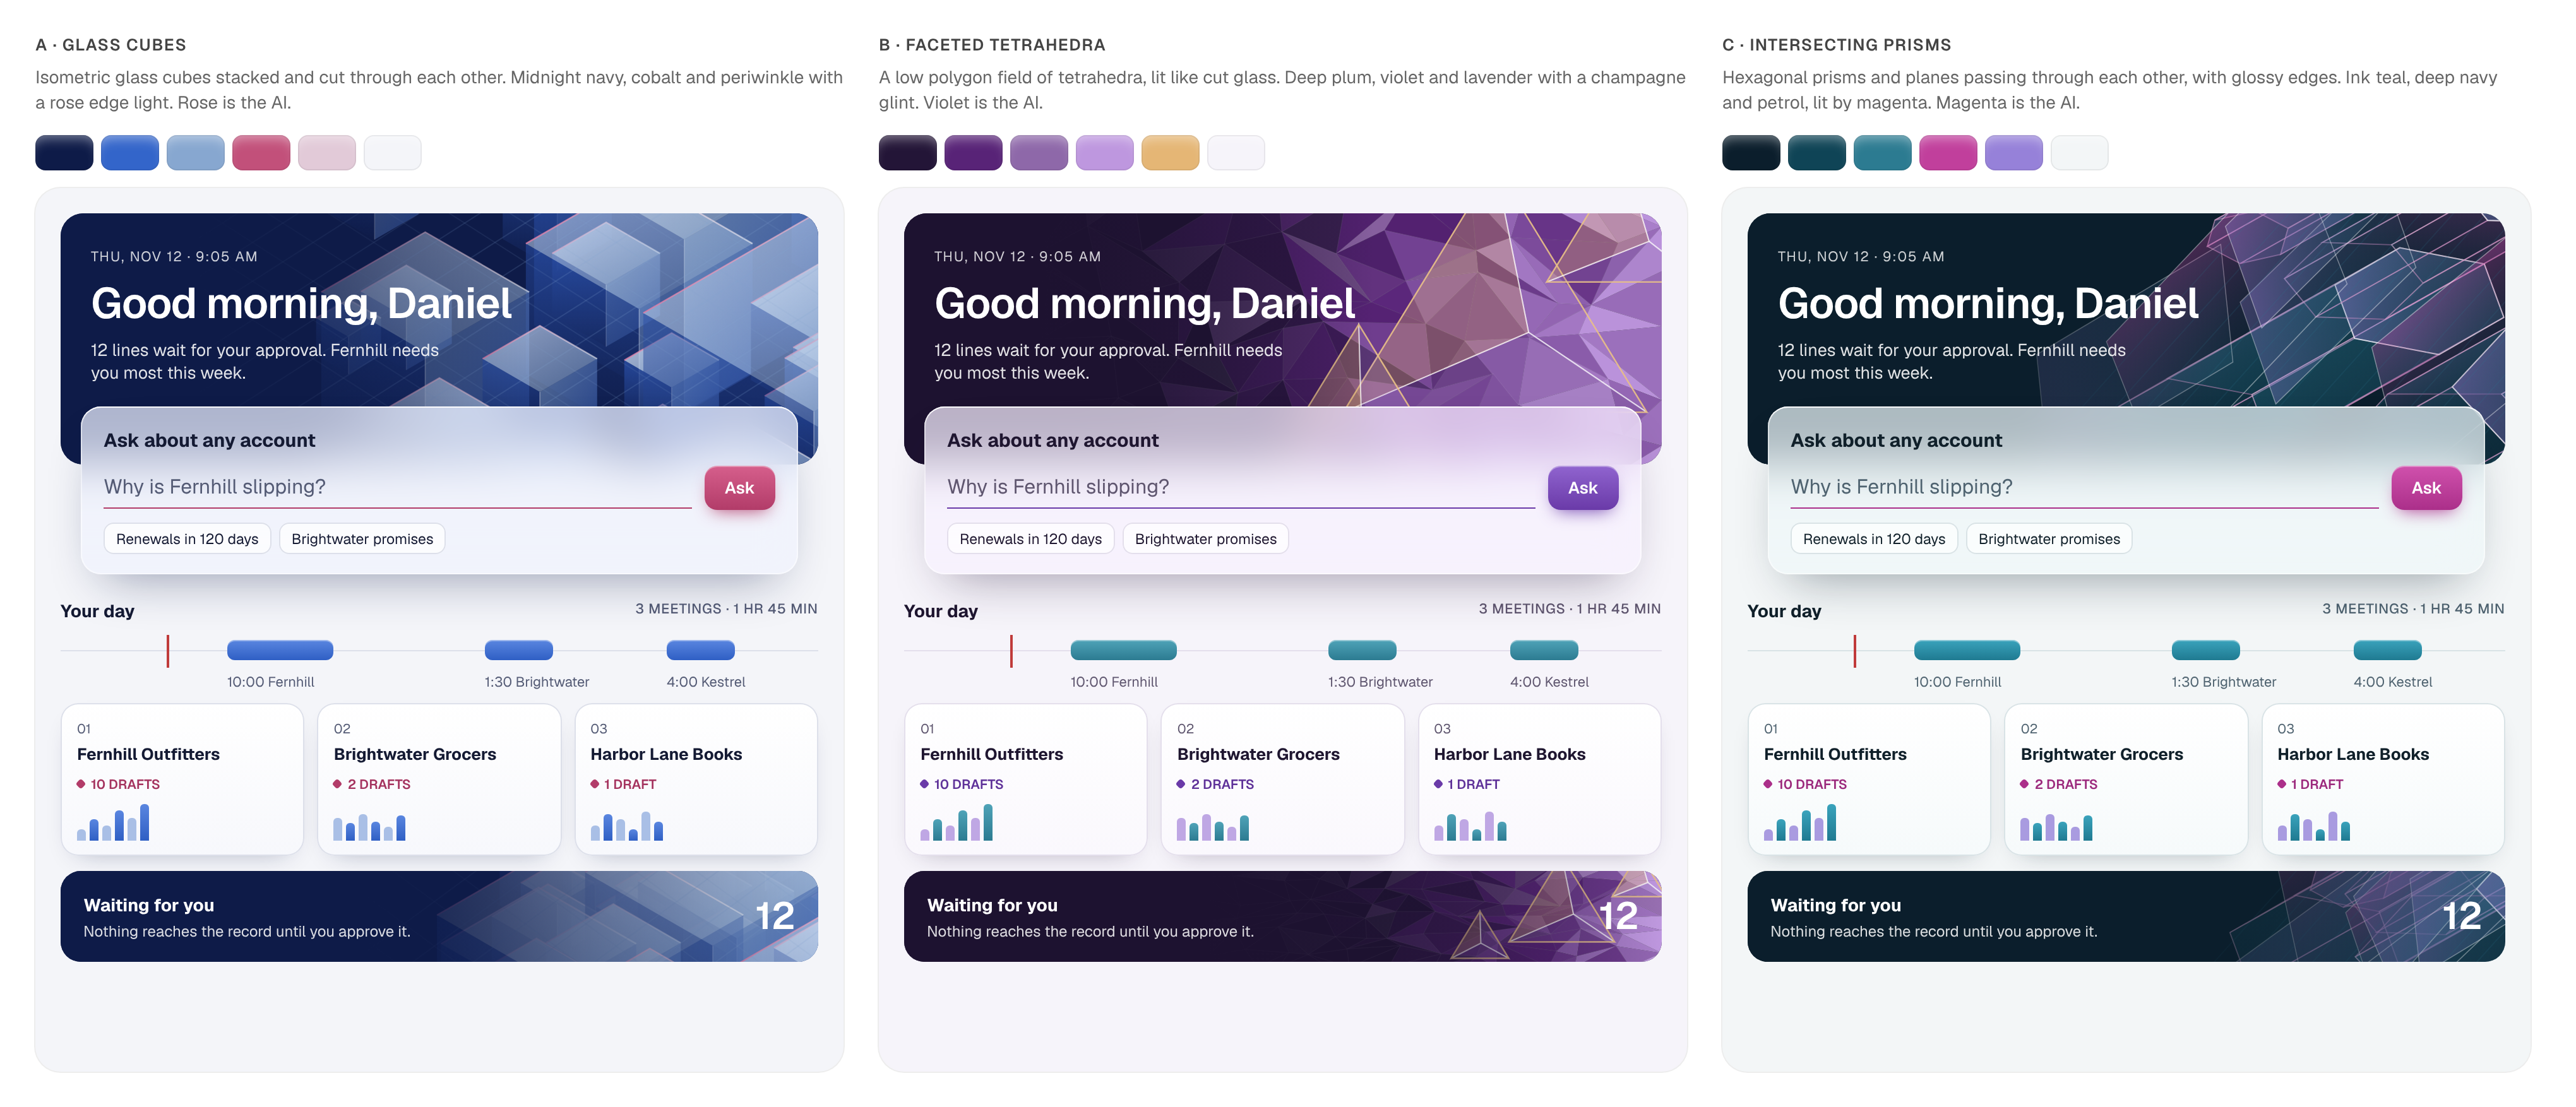 A · GLASS CUBES
Isometric glass cubes stacked and cut through each other. Midnight navy, cobalt and periwinkle with
a rose edge light. Rose is the AI.
THU, NOV 12 · 9:05 AM
Good morning, Daniel
12 lines wait for your approval. Fernhill needs
you most this week.
Ask about any account
Why is Fernhill slipping?
Ask
Renewals in 120 days
Brightwater promises
Your day
3 MEETINGS · 1 HR 45 MIN
10:00 Fernhill
1:30 Brightwater
4:00 Kestrel
01
Fernhill Outfitters
10 DRAFTS
02
Brightwater Grocers
2 DRAFTS
03
Harbor Lane Books
1 DRAFT
Waiting for you
Nothing reaches the record until you approve it.
12
B · FACETED TETRAHEDRA
A low polygon field of tetrahedra, lit like cut glass. Deep plum, violet and lavender with a champagne
glint. Violet is the AI.
THU, NOV 12 · 9:05 AM
Good morning, Daniel
12 lines wait for your approval. Fernhill needs
you most this week.
Ask about any account
Why is Fernhill slipping?
Ask
Renewals in 120 days
Brightwater promises
Your day
3 MEETINGS · 1 HR 45 MIN
10:00 Fernhill
1:30 Brightwater
4:00 Kestrel
01
Fernhill Outfitters
10 DRAFTS
02
Brightwater Grocers
2 DRAFTS
03
Harbor Lane Books
1 DRAFT
Waiting for you
Nothing reaches the record until you approve it.
12
C · INTERSECTING PRISMS
Hexagonal prisms and planes passing through each other, with glossy edges. Ink teal, deep navy
and petrol, lit by magenta. Magenta is the AI.
THU, NOV 12 · 9:05 AM
Good morning, Daniel
12 lines wait for your approval. Fernhill needs
you most this week.
Ask about any account
Why is Fernhill slipping?
Ask
Renewals in 120 days
Brightwater promises
Your day
3 MEETINGS · 1 HR 45 MIN
10:00 Fernhill
1:30 Brightwater
4:00 Kestrel
01
Fernhill Outfitters
10 DRAFTS
02
Brightwater Grocers
2 DRAFTS
03
Harbor Lane Books
1 DRAFT
Waiting for you
Nothing reaches the record until you approve it.
12